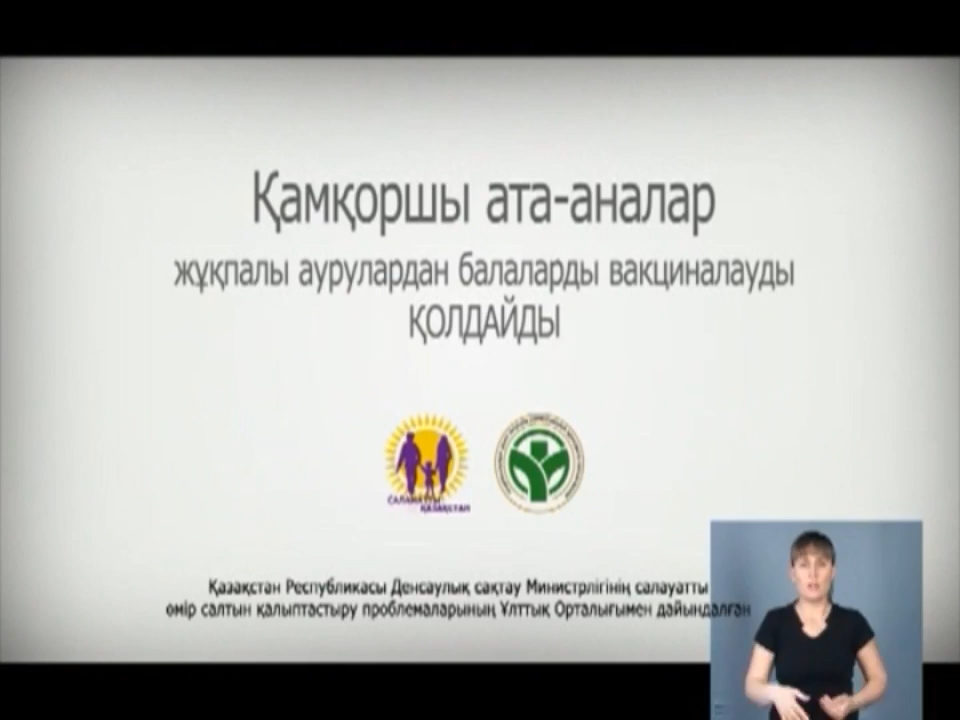 Қамқоршы ата-аналар
жұқпалы аурулардан балаларды вакциналауды
ҚОЛДАЙДЫ
САЛАМАТТЫ
ҚАЗАҚСТАН
Қазақстан Республикасы Денсаулық сақтау Министрлігінің салауатты
өмір салтын қалыптастыру проблемаларының Ұлттық Орталығымен дайындалған